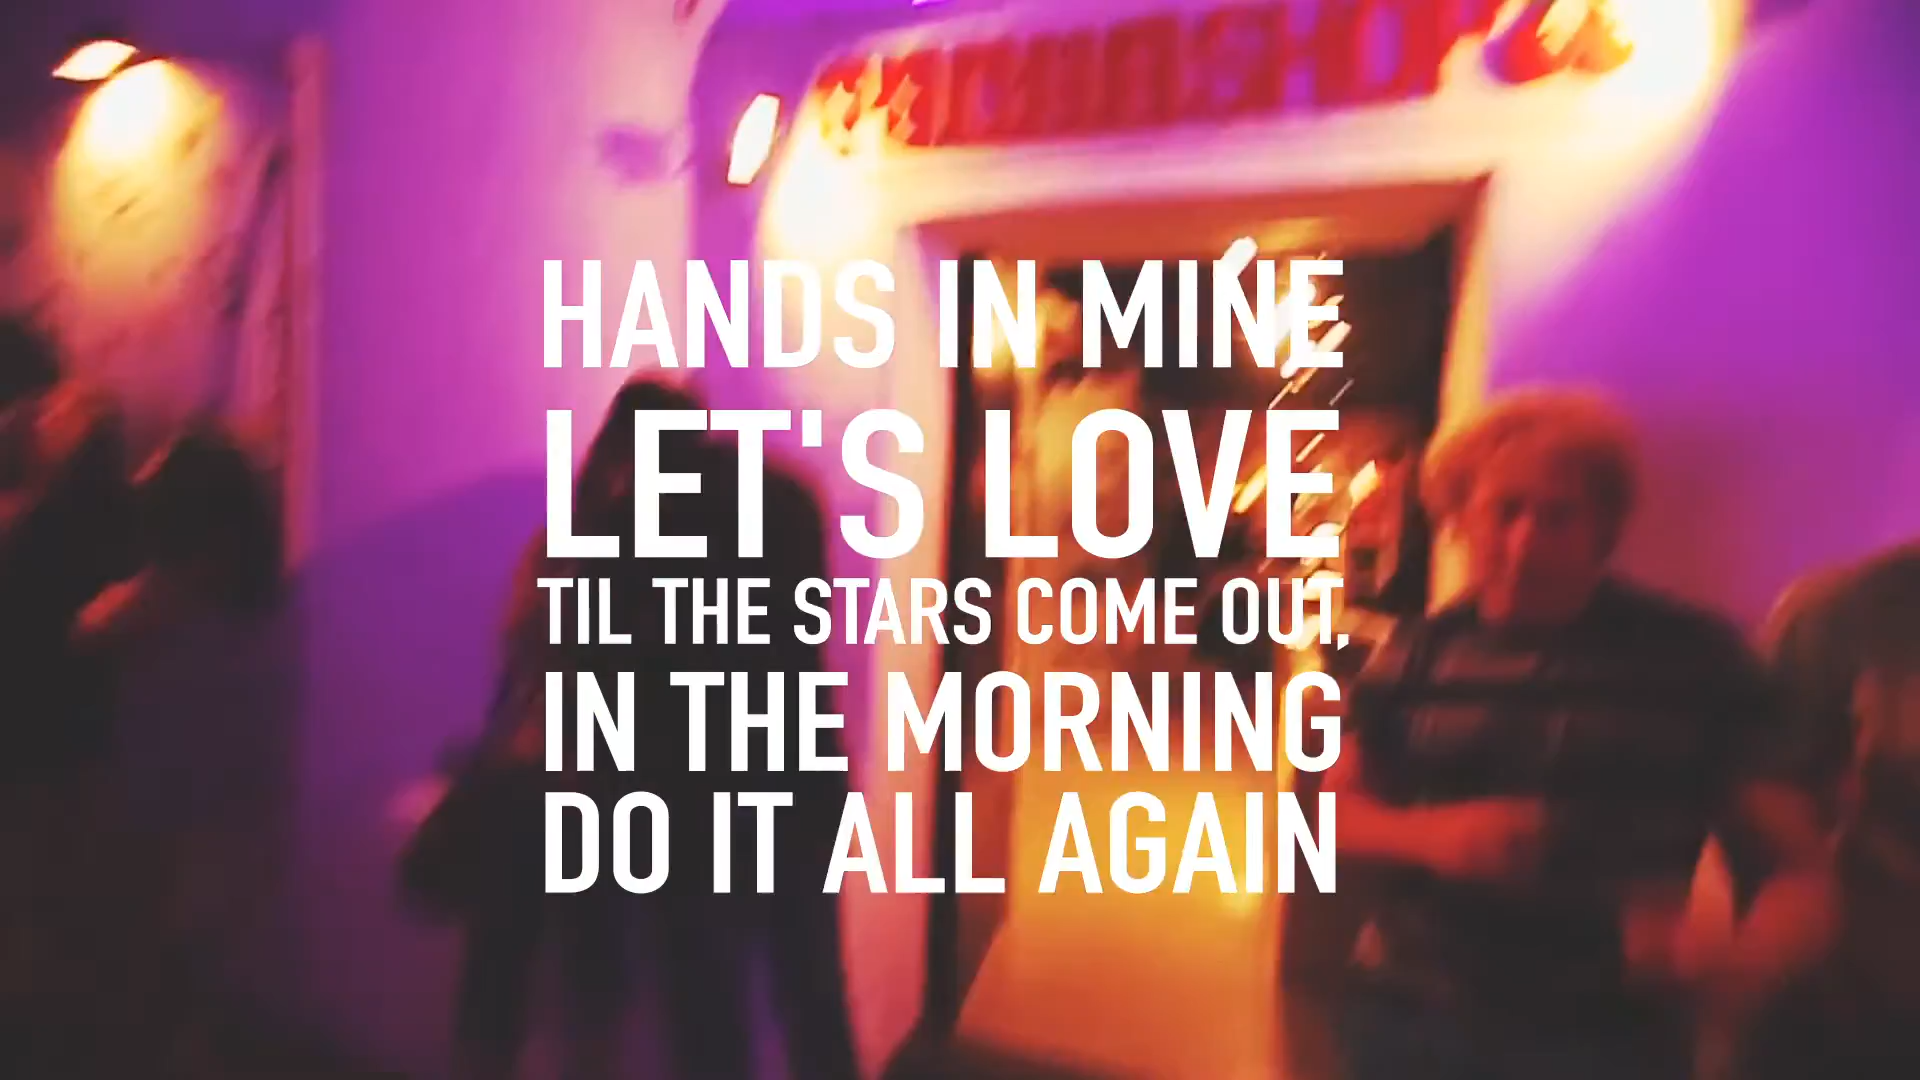 HANDS IN MINE
LET'S LOVE
TIL THE STARS COME OUT,
IN THE MORNING
DO IT ALL AGAIN